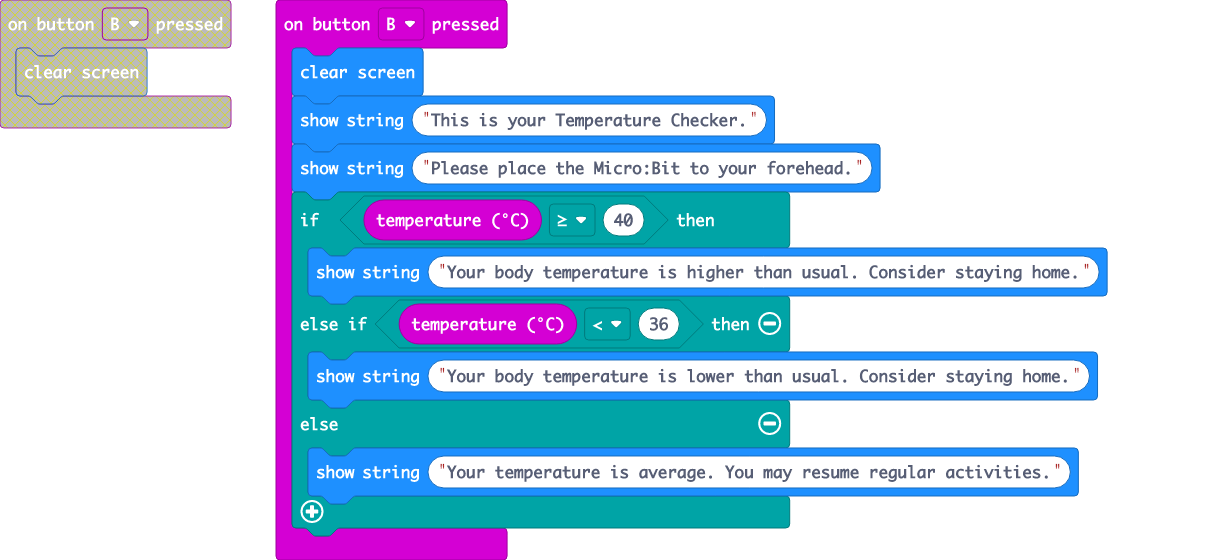 on button B pressed
clear screen
on button B pressed
clear screen
show string "This is your Temperature Checker."
show string "Please place the Micro:Bit to your forehead."
if temperature (°C) ≥ 40 then
show string "Your body temperature is higher than usual. Consider staying home."
else if temperature (°C) < 36 then
show string "Your body temperature is lower than usual. Consider staying home."
else
show string "Your temperature is average. You may resume regular activities."